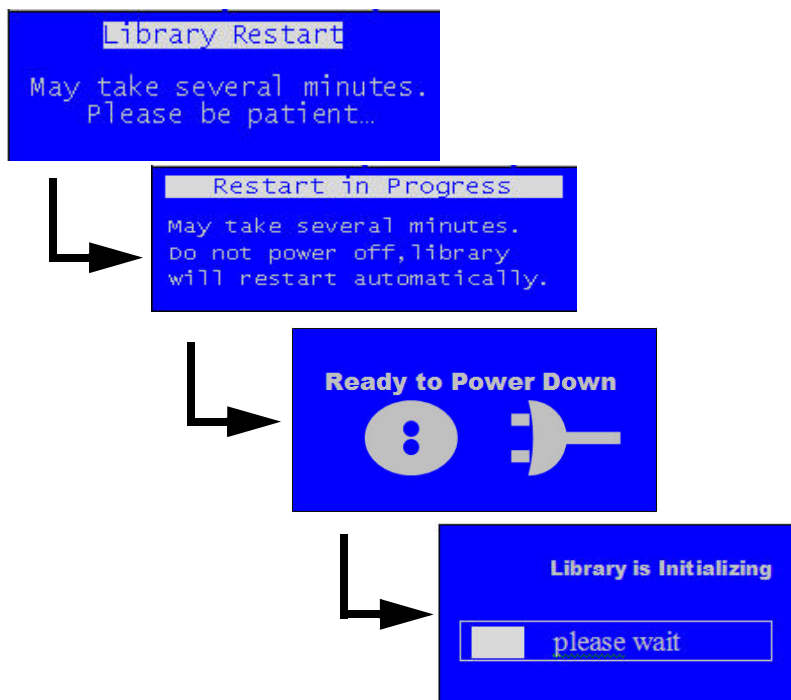 Library Restart
May take several minutes.
Please be patient…
Restart in Progress
May take several minutes.
Do not power off,library
will restart automatically.
Ready to Power Down
Library is Initializing
please wait